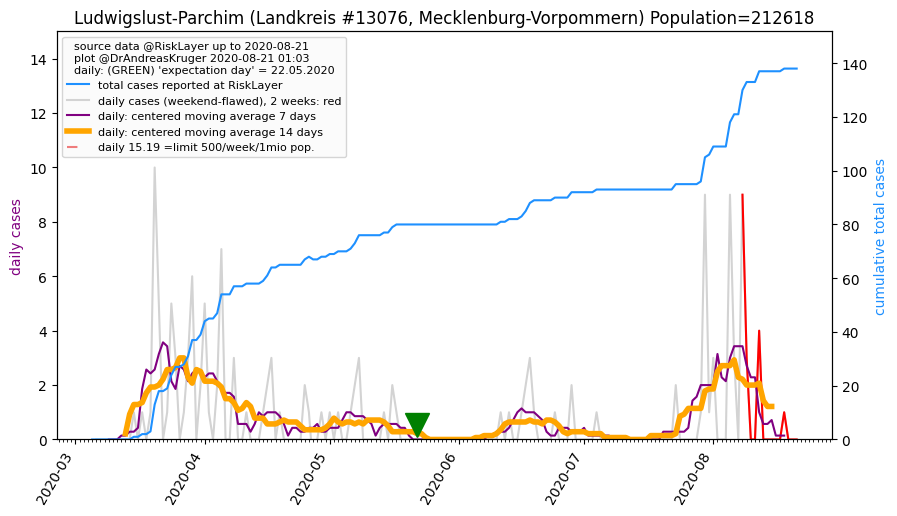 Ludwigslust-Parchim (Landkreis #13076, Mecklenburg-Vorpommern) Population=212618
source data @RiskLayer up to 2020-08-21
plot @DrAndreasKruger 2020-08-21 01:03
daily: (GREEN) 'expectation day' = 22.05.2020
total cases reported at RiskLayer
daily cases (weekend-flawed), 2 weeks: red
daily: centered moving average 7 days
daily: centered moving average 14 days
daily 15.19 =limit 500/week/1mio pop.
daily cases
14
12
10
8
6
4
2
0
140
120
100
80
60
40
20
0
cumulative total cases
2020-03
2020-04
2020-05
2020-06
2020-07
2020-08